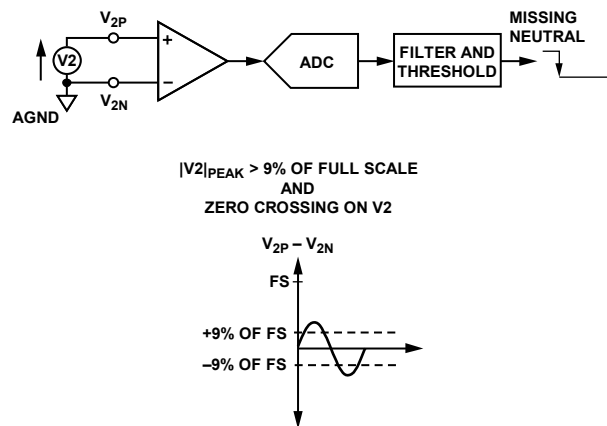 V2P
V2
V2N
AGND
+
−
ADC
FILTER AND
THRESHOLD
MISSING
NEUTRAL
|V2|PEAK > 9% OF FULL SCALE
AND
ZERO CROSSING ON V2
V2P – V2N
FS
+9% OF FS
–9% OF FS